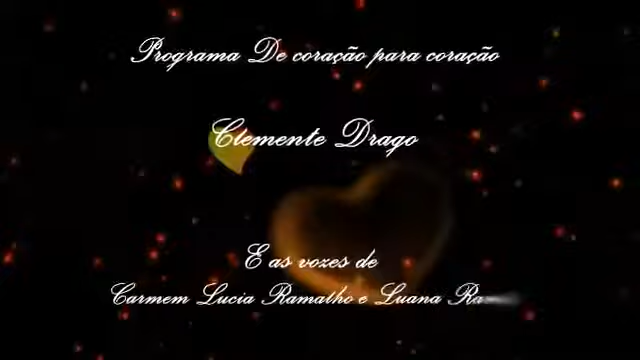 Programa De coração para coração
Clemente Drago
E as vozes de
Carmem Lucia Ramalho e Luana